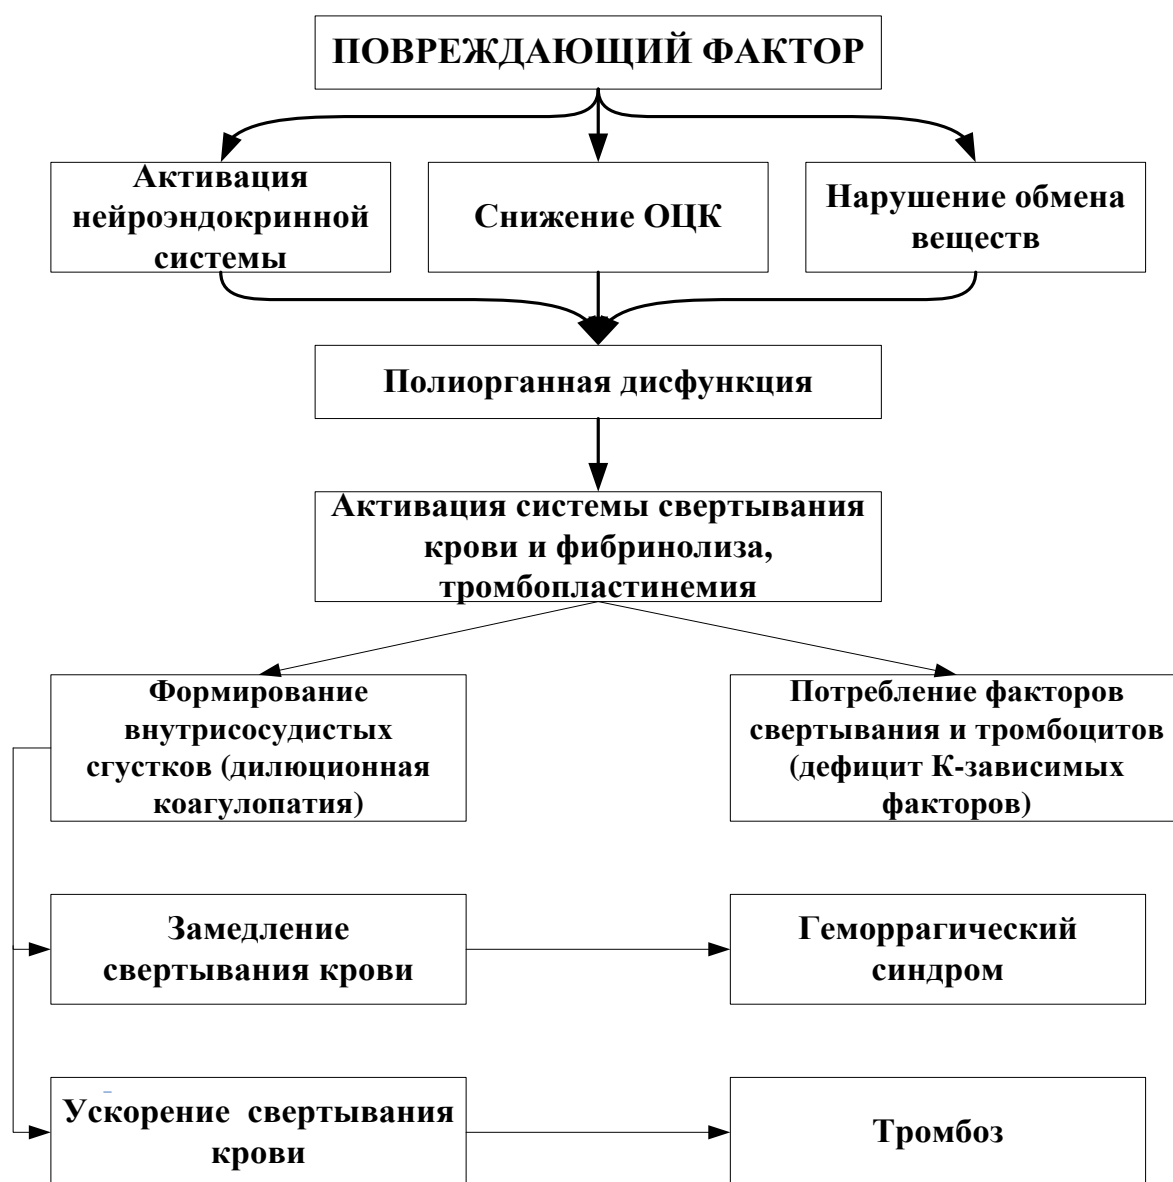 ПОВРЕЖДАЮЩИЙ ФАКТОР
Активация
нейроэндокринной
системы
Снижение ОЦК
Нарушение обмена
веществ
Полиорганная дисфункция
Активация системы свертывания
крови и фибринолиза,
тромбопластинемия
Формирование
внутрисосудистых
сгустков (дилюционная
коагулопатия)
Потребление факторов
свертывания и тромбоцитов
(дефицит К-зависимых
факторов)
Замедление
свертывания крови
Геморрагический
синдром
Ускорение свертывания
крови
Тромбоз